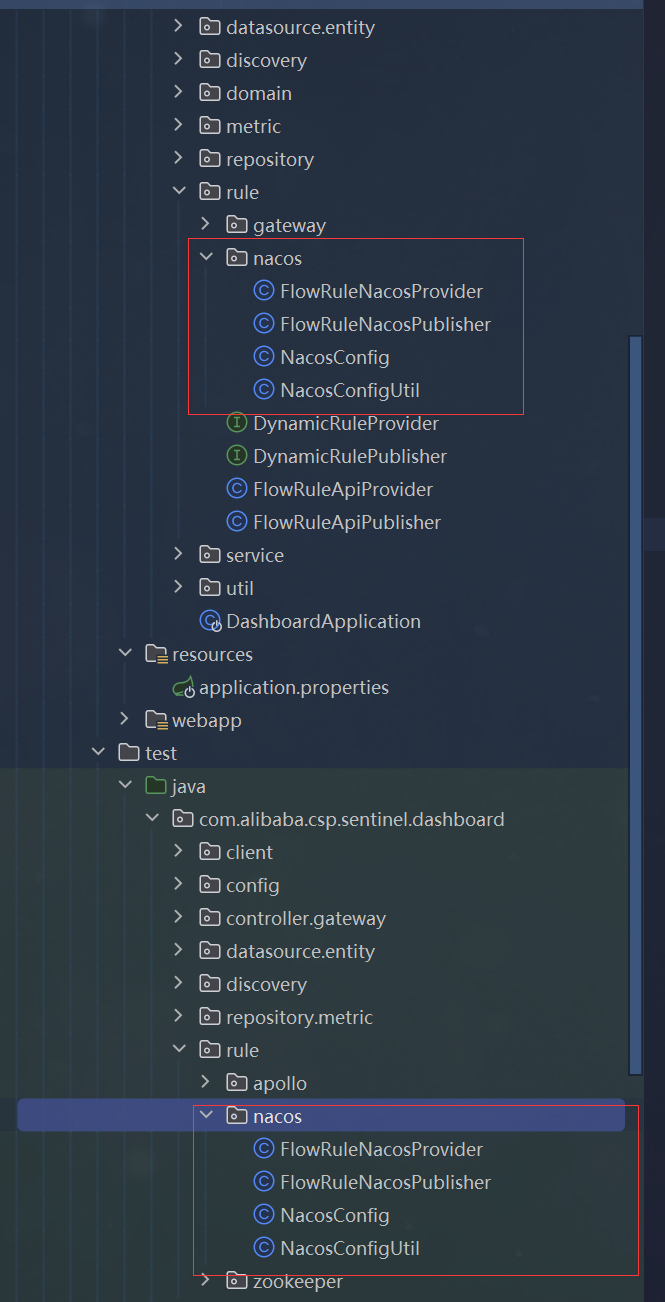 datasource.entity
discovery
domain
metric
repository
rule
gateway
nacos
FlowRuleNacosProvider
FlowRuleNacosPublisher
NacosConfig
NacosConfigUtil
DynamicRuleProvider
DynamicRulePublisher
FlowRuleApiProvider
FlowRuleApiPublisher
service
util
DashboardApplication
resources
application.properties
webapp
test
java
com.alibaba.csp.sentinel.dashboard
client
config
controller.gateway
datasource.entity
discovery
repository.metric
rule
apollo
nacos
FlowRuleNacosProvider
FlowRuleNacosPublisher
NacosConfig
NacosConfigUtil
zookeeper